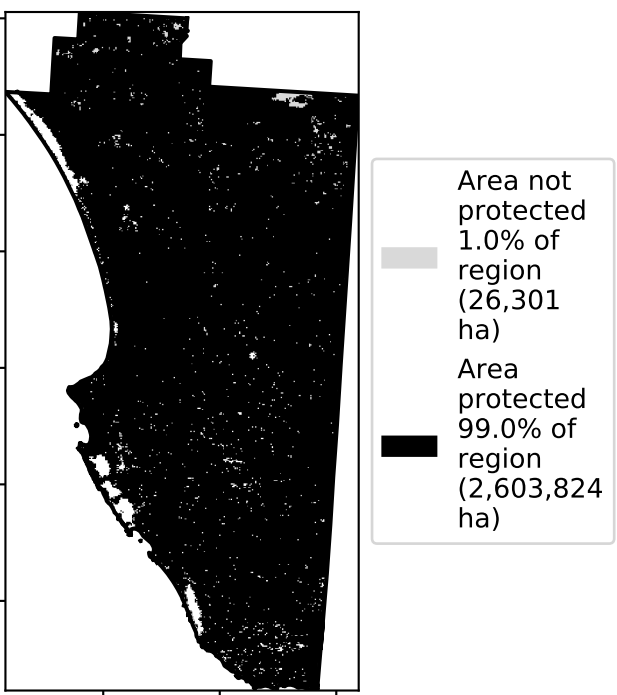 Area not
protected
1.0% of
region
(26,301
ha)
Area
protected
99.0% of
region
(2,603,824
ha)